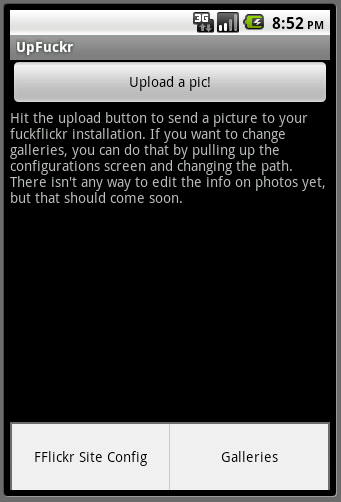 3G 8:52 PM
UpFuckr
Upload a pic!
Hit the upload button to send a picture to your
fuckflickr installation. If you want to change
galleries, you can do that by pulling up the
configurations screen and changing the path.
There isn't any way to edit the info on photos yet,
but that should come soon.
FFlickr Site Config
Galleries